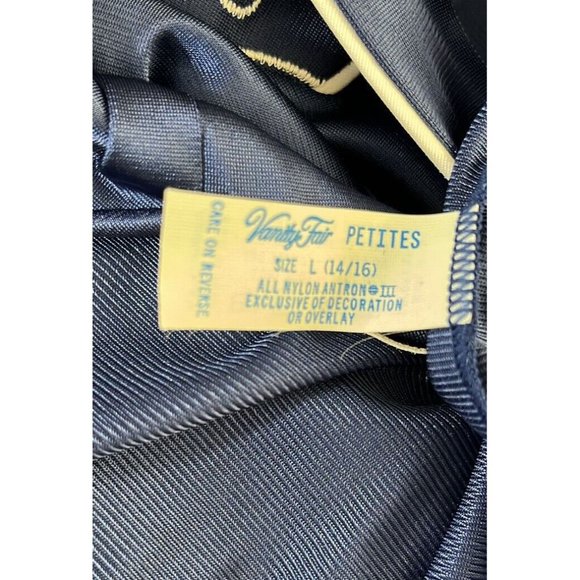 Vanity Fair PETITES
SIZE L (14/16)
ALL NYLON ANTRON ® III
EXCLUSIVE OF DECORATION
OR OVERLAY
CARE ON REVERSE